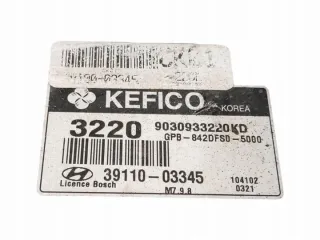 KEFICO KOREA
3220 9030933220KD
GPB-842DFS0-5000
39110-03345
Licence Bosch M7.9.8
104102
0321